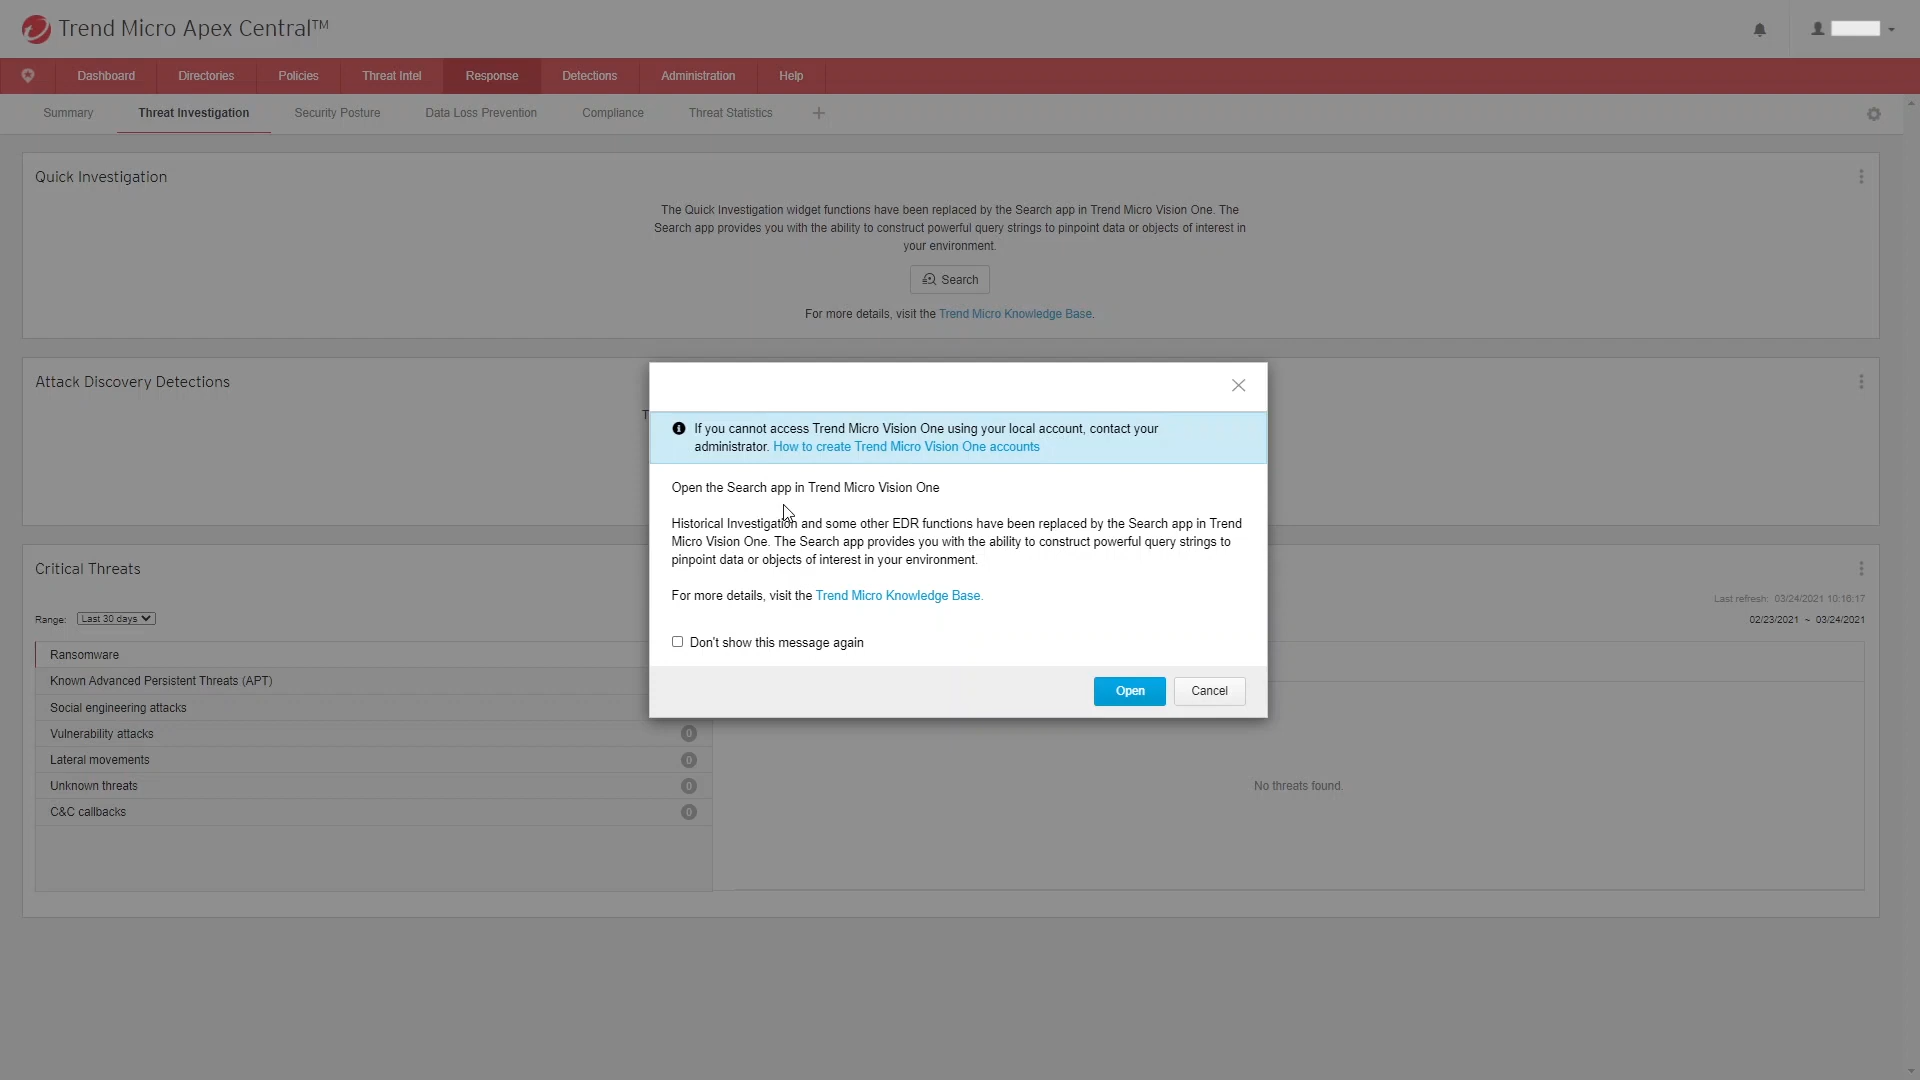 Trend Micro Apex Central™
Dashboard
Directories
Policies
Threat Intel
Response
Detections
Administration
Help
Summary
Threat Investigation
Security Posture
Data Loss Prevention
Compliance
Threat Statistics
Quick Investigation
The Quick Investigation widget functions have been replaced by the Search app in Trend Micro Vision One. The
Search app provides you with the ability to construct powerful query strings to pinpoint data or objects of interest in
your environment.
Search
For more details, visit the Trend Micro Knowledge Base.
Attack Discovery Detections
T
If you cannot access Trend Micro Vision One using your local account, contact your
administrator. How to create Trend Micro Vision One accounts
Open the Search app in Trend Micro Vision One
Historical Investigation and some other EDR functions have been replaced by the Search app in Trend
Micro Vision One. The Search app provides you with the ability to construct powerful query strings to
pinpoint data or objects of interest in your environment.
For more details, visit the Trend Micro Knowledge Base.
Don't show this message again
Open
Cancel
Critical Threats
Last refresh: 03/24/2021 10:16:17
Range: Last 30 days
02/23/2021 ~ 03/24/2021
Ransomware
Known Advanced Persistent Threats (APT)
Social engineering attacks
Vulnerability attacks 0
Lateral movements 0
Unknown threats 0
C&C callbacks 0
No threats found.